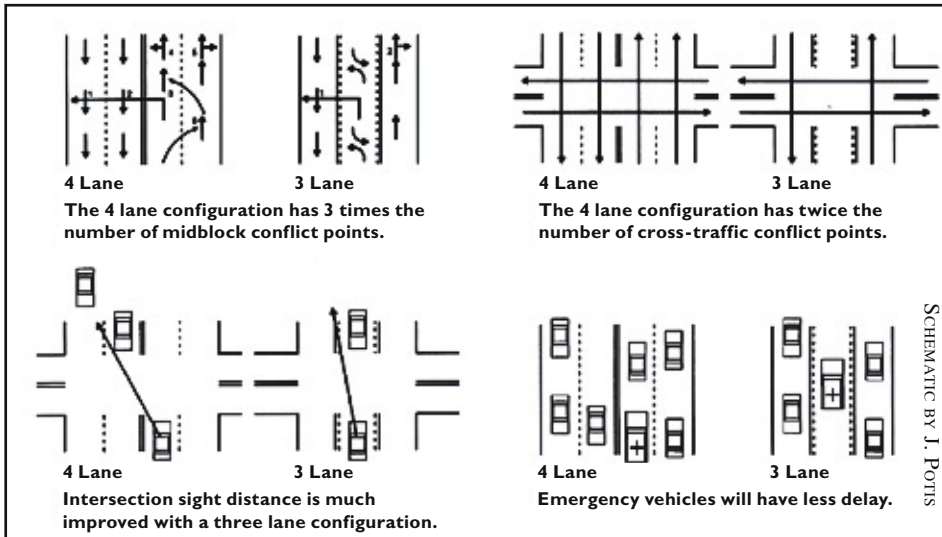 4 Lane
3 Lane
The 4 lane configuration has 3 times the
number of midblock conflict points.
4 Lane
3 Lane
The 4 lane configuration has twice the
number of cross-traffic conflict points.
4 Lane
3 Lane
Intersection sight distance is much
improved with a three lane configuration.
4 Lane
3 Lane
Emergency vehicles will have less delay.
SCHEMATIC BY J. POTIS